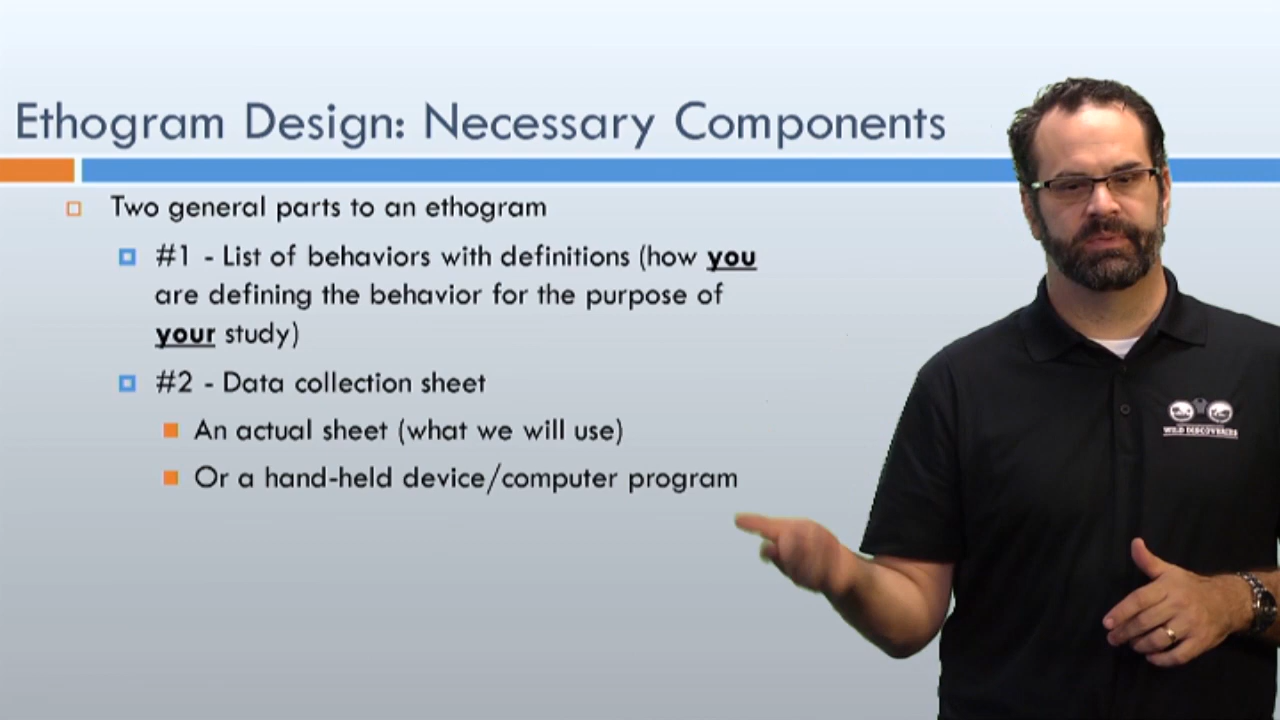 Ethogram Design: Necessary Components
Two general parts to an ethogram
#1 - List of behaviors with definitions (how you
are defining the behavior for the purpose of
your study)
#2 - Data collection sheet
An actual sheet (what we will use)
Or a hand-held device/computer program
WILD DISCOVERIES